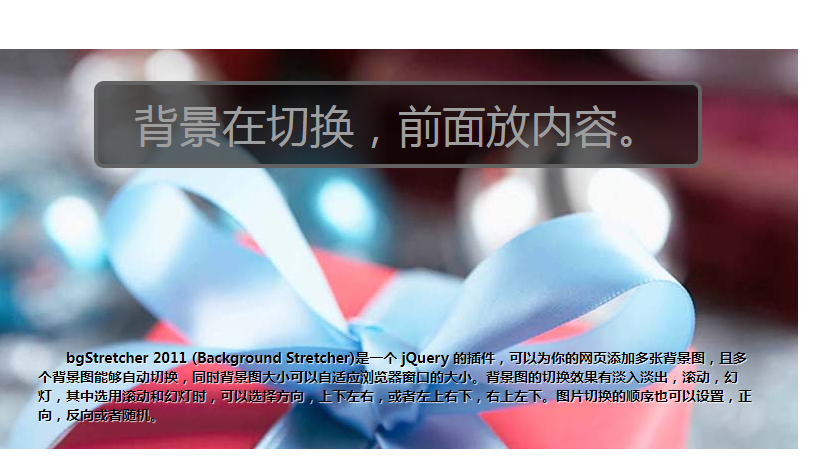 背景在切换，前面放内容。
bgStretcher 2011 (Background Stretcher)是一个 jQuery 的插件，可以为你的网页添加多张背景图，且多
个背景图能够自动切换，同时背景图大小可以自适应浏览器窗口的大小。背景图的切换效果有淡入淡出，滚动，幻
灯，其中选用滚动和幻灯时，可以选择方向，上下左右，或者左上右下，右上左下。图片切换的顺序也可以设置，正
向，反向或者随机。